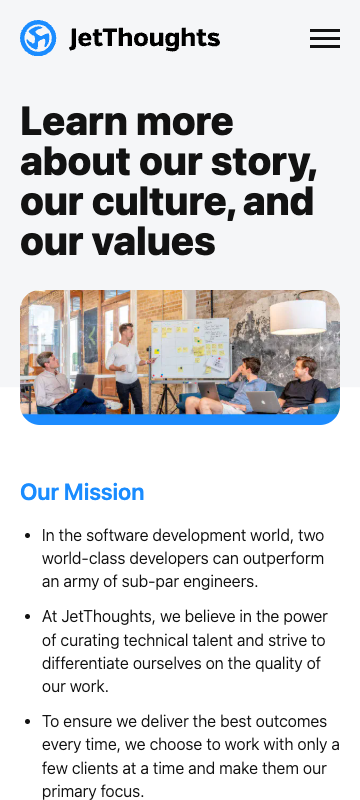 JetThoughts
Learn more
about our story,
our culture, and
our values
Our Mission
• In the software development world, two
world-class developers can outperform
an army of sub-par engineers.
• At JetThoughts, we believe in the power
of curating technical talent and strive to
differentiate ourselves on the quality of
our work.
• To ensure we deliver the best outcomes
every time, we choose to work with only a
few clients at a time and make them our
primary focus.